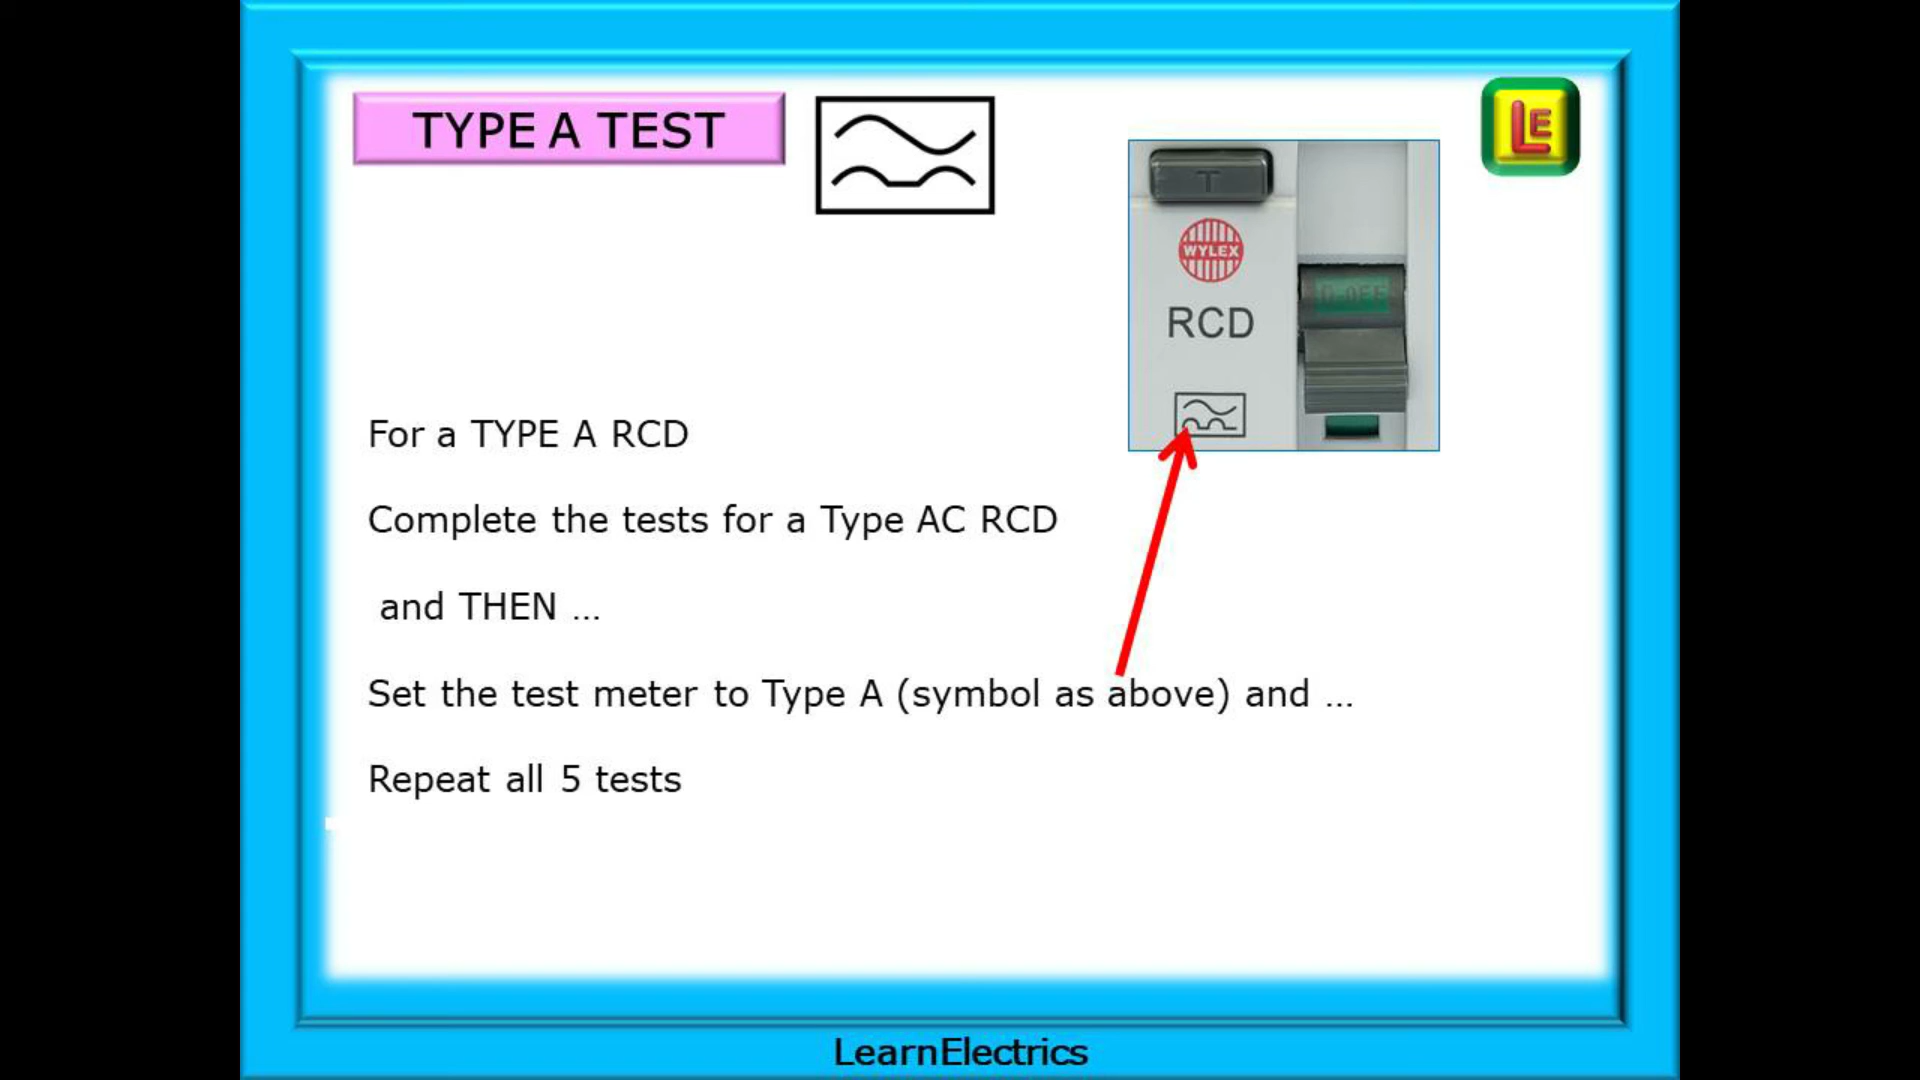 TYPE A TEST
LE
T
WYLEX
RCD
For a TYPE A RCD
Complete the tests for a Type AC RCD
and THEN ...
Set the test meter to Type A (symbol as above) and ...
Repeat all 5 tests
LearnElectrics